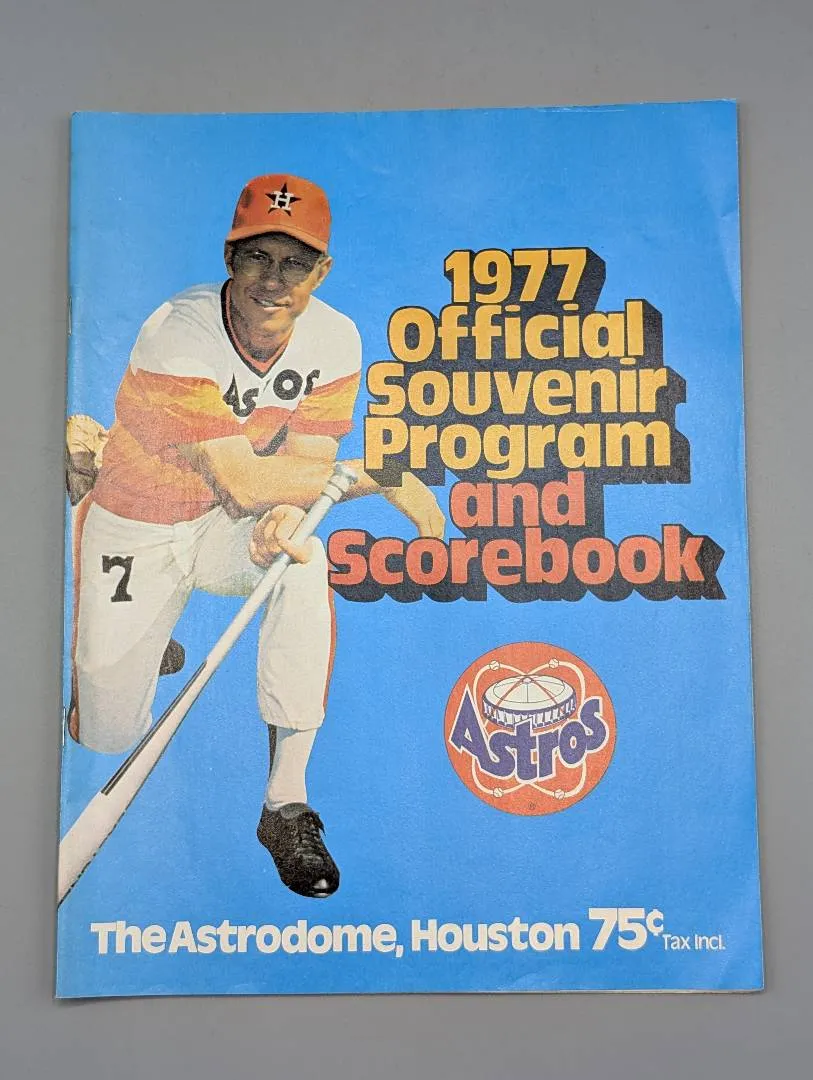 H
ASTROS
7
1977
Official
Souvenir
Program
and
Scorebook
Astros
®
The Astrodome, Houston 75¢ Tax Incl.